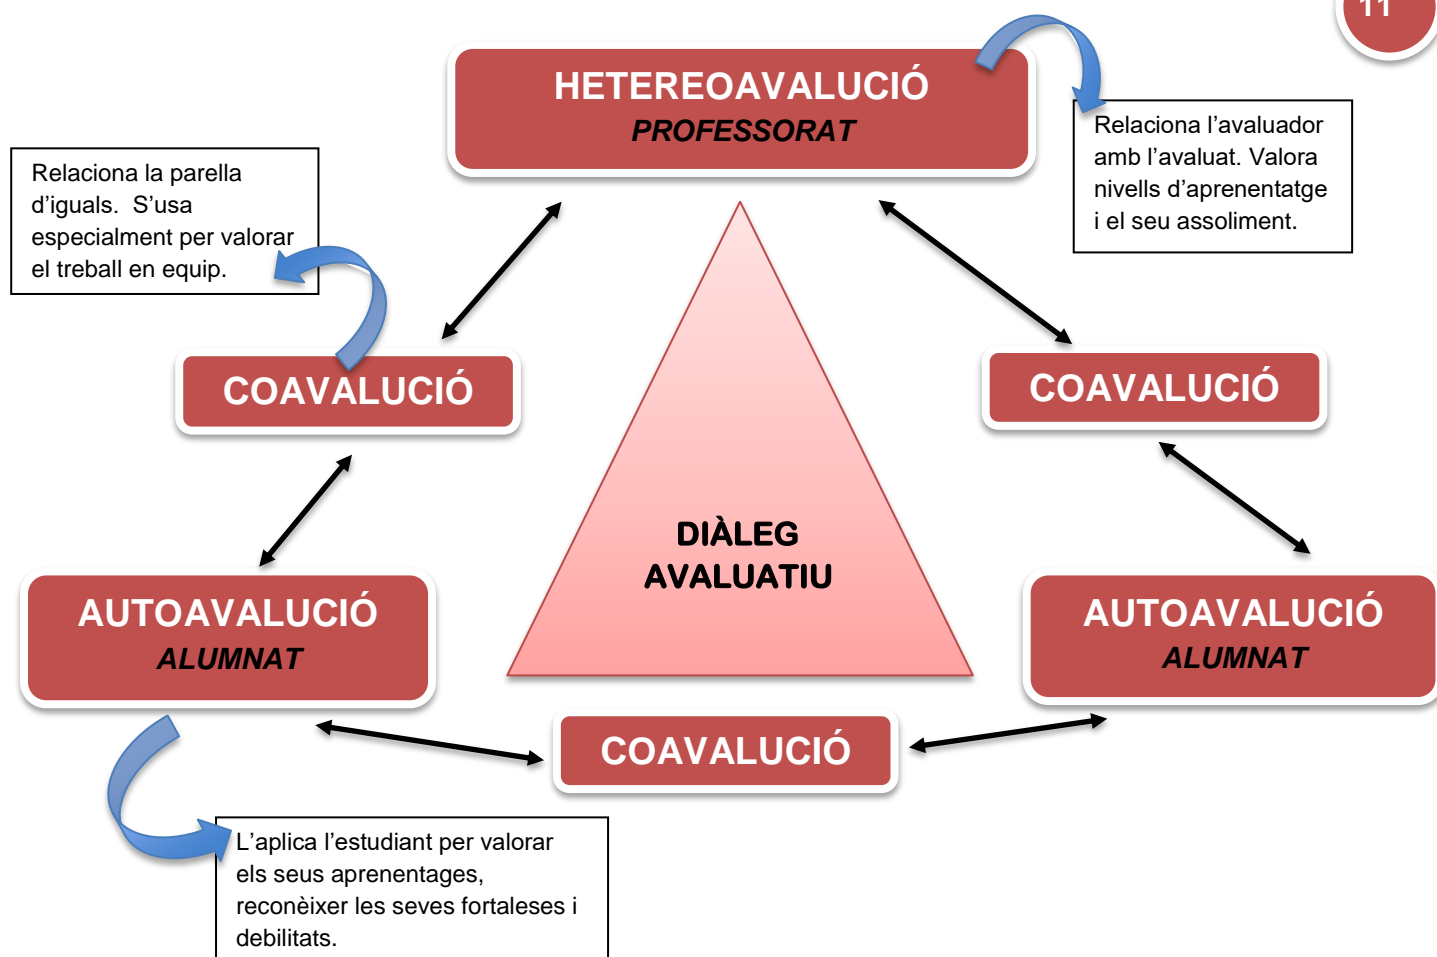 11
HETEREOAVALUCIÓ
PROFESSORAT
Relaciona l’avaluador
amb l’avaluat. Valora
nivells d’aprenentatge
i el seu assoliment.
Relaciona la parella
d’iguals. S’usa
especialment per valorar
el treball en equip.
COAVALUCIÓ
COAVALUCIÓ
DIÀLEG
AVALUATIU
AUTOAVALUCIÓ
ALUMNAT
AUTOAVALUCIÓ
ALUMNAT
COAVALUCIÓ
L’aplica l’estudiant per valorar
els seus aprenentages,
reconèixer les seves fortaleses i
debilitats.